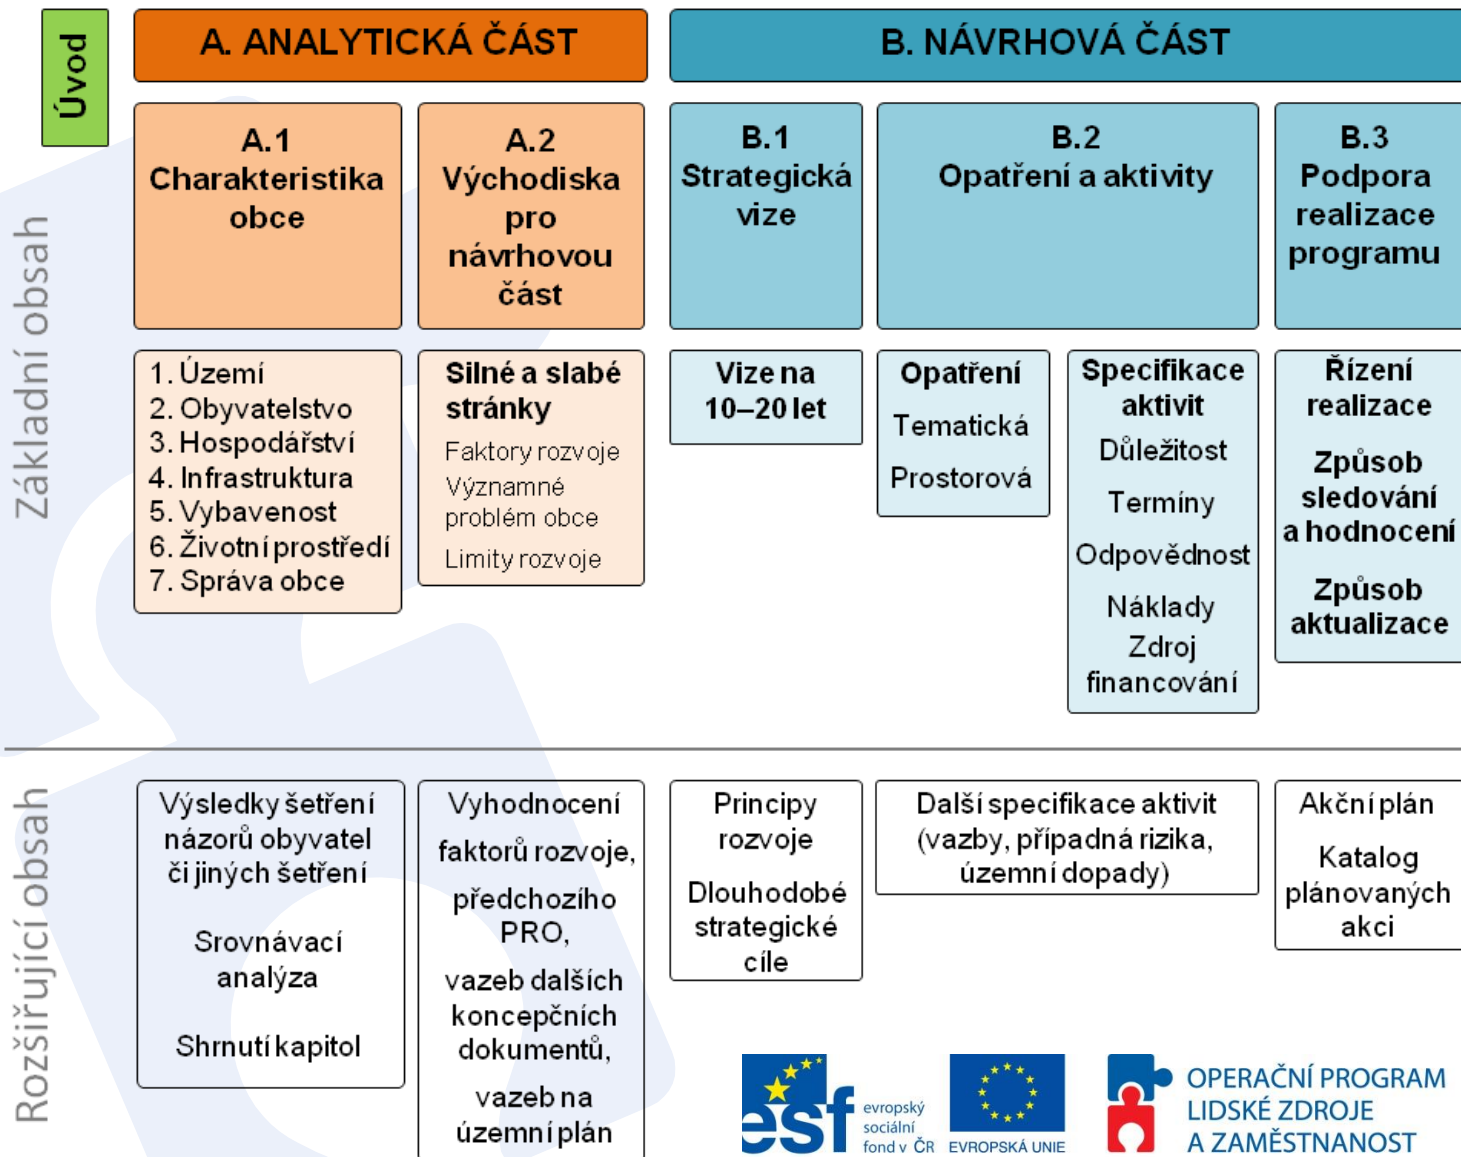 Úvod
A. ANALYTICKÁ ČÁST
B. NÁVRHOVÁ ČÁST
Základní obsah
A.1
Charakteristika
obce
A.2
Východiska
pro
návrhovou
část
B.1
Strategická
vize
B.2
Opatření a aktivity
B.3
Podpora
realizace
programu
1. Území
2. Obyvatelstvo
3. Hospodářství
4. Infrastruktura
5. Vybavenost
6. Životní prostředí
7. Správa obce
Silné a slabé
stránky
Faktory rozvoje
Významné
problém obce
Limity rozvoje
Vize na
10–20 let
Opatření
Tematická
Prostorová
Specifikace
aktivit
Důležitost
Termíny
Odpovědnost
Náklady
Zdroj
financování
Řízení
realizace
Způsob
sledování
a hodnocení
Způsob
aktualizace
Rozšiřující obsah
Výsledky šetření
názorů obyvatel
či jiných šetření
Srovnávací
analýza
Shrnutí kapitol
Vyhodnocení
faktorů rozvoje,
předchozího
PRO,
vazeb dalších
koncepčních
dokumentů,
vazeb na
územní plán
Principy
rozvoje
Dlouhodobé
strategické
cíle
Další specifikace aktivit
(vazby, případná rizika,
územní dopady)
Akční plán
Katalog
plánovaných
akci
esf
evropský
sociální
fond v ČR
EVROPSKÁ UNIE
OPERAČNÍ PROGRAM
LIDSKÉ ZDROJE
A ZAMĚSTNANOST